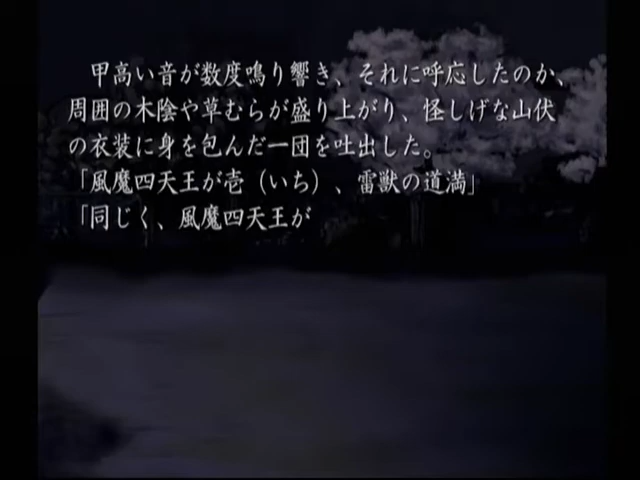 甲高い音が数度鳴り響き、それに呼応したのか、
周囲の木陰や草むらが盛り上がり、怪しげな山伏
の衣装に身を包んだ一団を吐出した。
「風魔四天王が壱（いち）、雷獣の道満」
「同じく、風魔四天王が